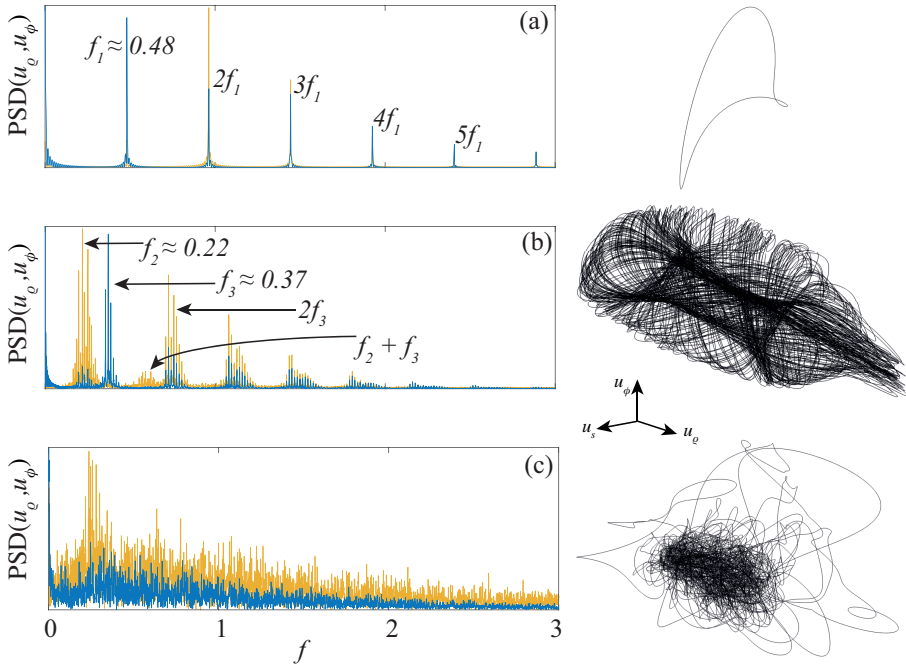 (a)
PSD(u_ϱ,u_ϕ)
f₁ ≈ 0.48
2f₁
3f₁
4f₁
5f₁
(b)
PSD(u_ϱ,u_ϕ)
f₂ ≈ 0.22
f₃ ≈ 0.37
2f₃
f₂ + f₃
u_ϕ
u_s
u_ϱ
(c)
PSD(u_ϱ,u_ϕ)
0 1 2 3
f